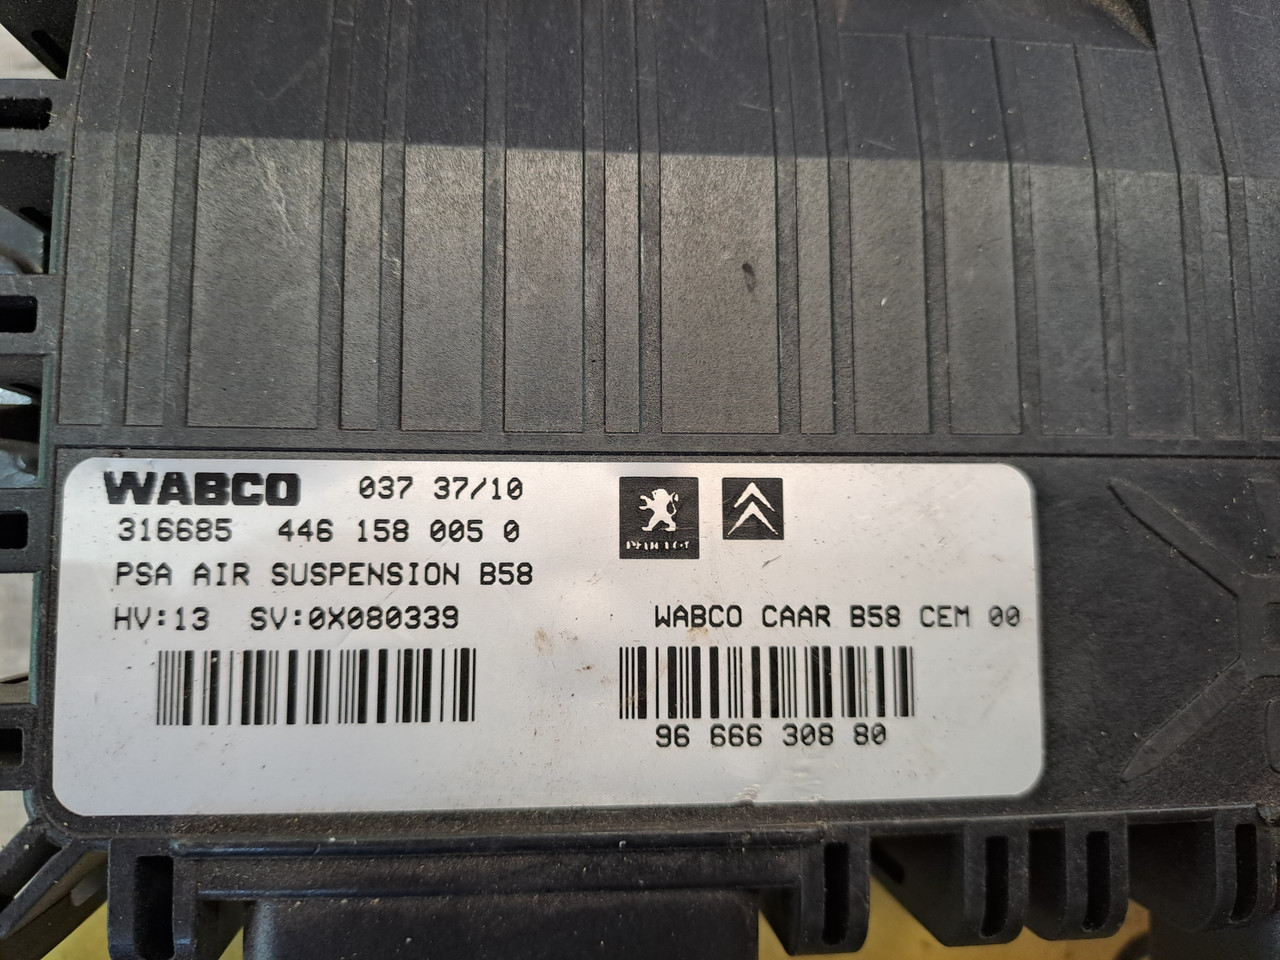 WABCO 037 37/10
316685 446 158 005 0
PSA AIR SUSPENSION B58
HV:13 SV:0X080339
PEUGEOT
WABCO CAAR B58 CEM 00
96 666 308 80